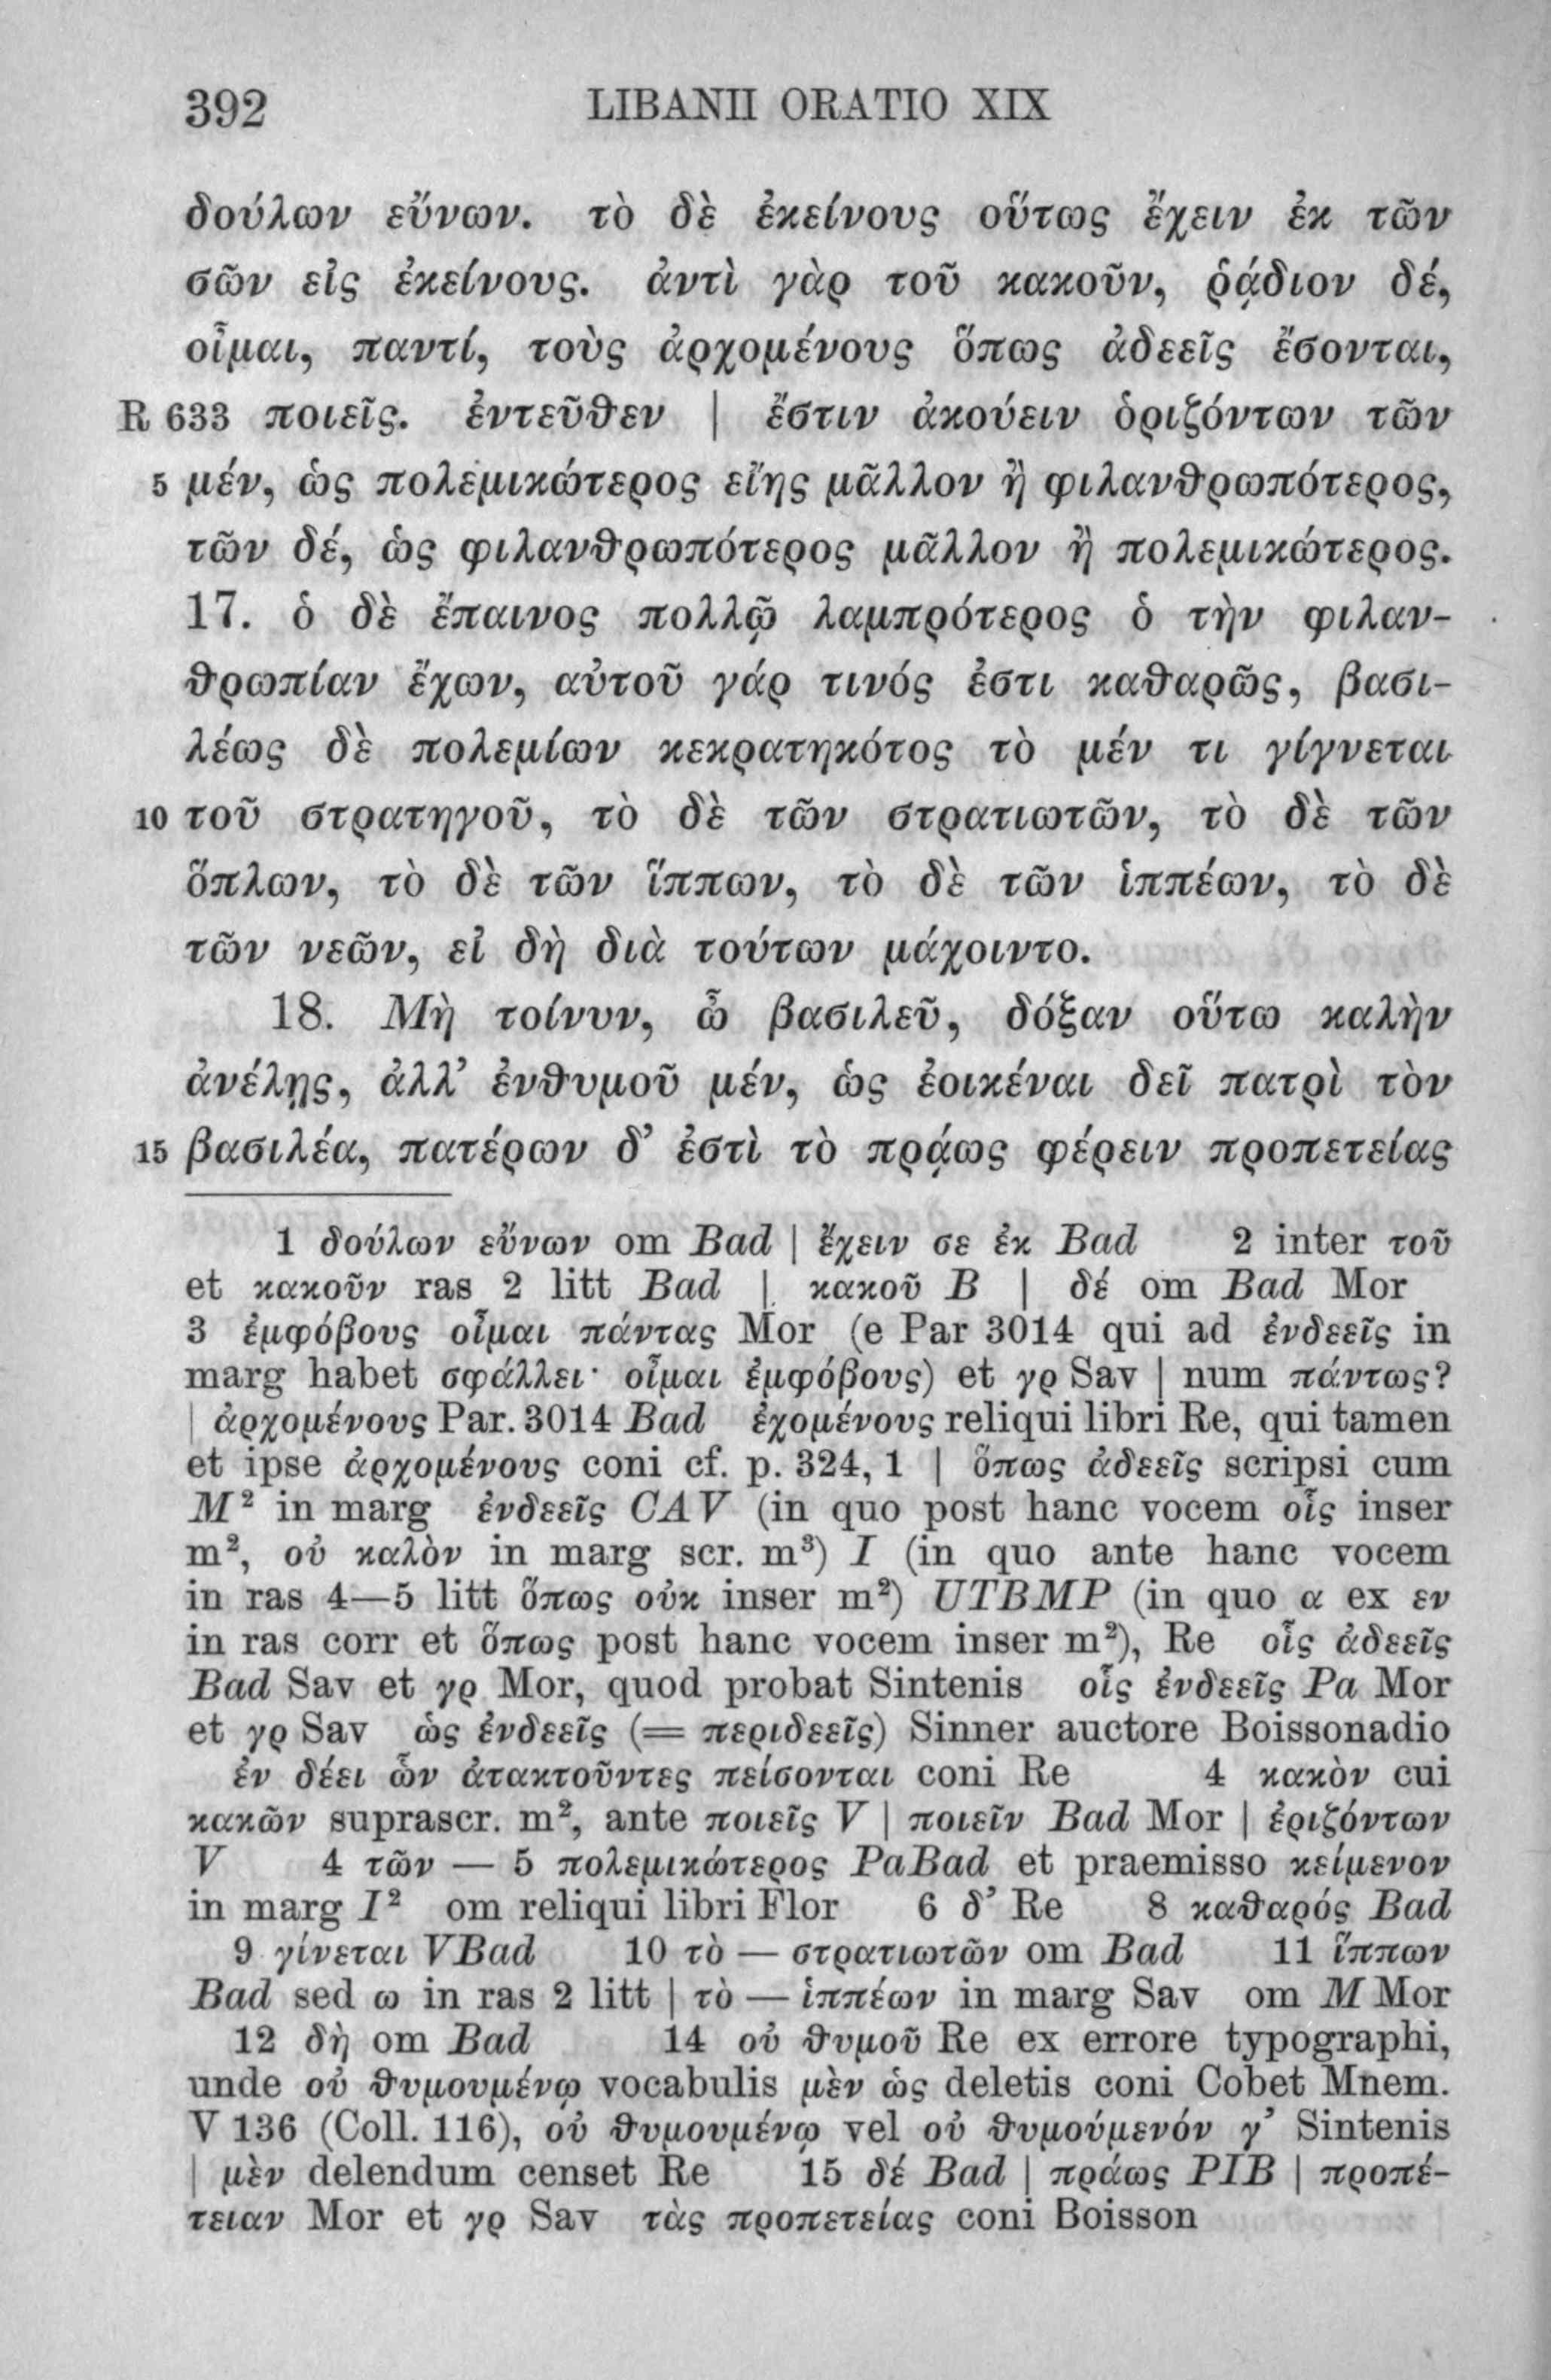 392 LIBANII ORATIO XIX
δούλων εὔνων. τὸ δὲ ἐκείνους οὕτως ἔχειν ἐκ τῶν
σῶν εἰς ἐκείνους. ἀντὶ γὰρ τοῦ κακοῦν, ῥᾴδιον δέ,
οἶμαι, παντί, τοὺς ἀρχομένους ὅπως ἀδεεῖς ἔσονται,
R 633 ποιεῖς. ἐντεῦθεν | ἔστιν ἀκούειν ὁριζόντων τῶν
5 μέν, ὡς πολεμικώτερος εἴης μᾶλλον ἢ φιλανθρωπότερος,
τῶν δέ, ὡς φιλανθρωπότερος μᾶλλον ἢ πολεμικώτερος.
17. ὁ δὲ ἔπαινος πολλῷ λαμπρότερος ὁ τὴν φιλαν-
θρωπίαν ἔχων, αὐτοῦ γάρ τινός ἐστι καθαρῶς, βασι-
λέως δὲ πολεμίων κεκρατηκότος τὸ μέν τι γίγνεται
10 τοῦ στρατηγοῦ, τὸ δὲ τῶν στρατιωτῶν, τὸ δὲ τῶν
ὅπλων, τὸ δὲ τῶν ἵππων, τὸ δὲ τῶν ἱππέων, τὸ δὲ
τῶν νεῶν, εἰ δὴ διὰ τούτων μάχοιντο.
18. Μὴ τοίνυν, ὦ βασιλεῦ, δόξαν οὕτω καλὴν
ἀνέλῃς, ἀλλ’ ἐνθυμοῦ μέν, ὡς ἐοικέναι δεῖ πατρὶ τὸν
15 βασιλέα, πατέρων δ’ ἐστὶ τὸ πρᾴως φέρειν προπετείας
1 δούλων εὔνων om Bad | ἔχειν σε ἐκ Bad 2 inter τοῦ
et κακοῦν ras 2 litt Bad | κακοῦ B | δέ om Bad Mor
3 ἐμφόβους οἶμαι πάντας Mor (e Par 3014 qui ad ἐνδεεῖς in
marg habet σφάλλει· οἶμαι ἐμφόβους) et γρ Sav | num πάντως?
| ἀρχομένους Par. 3014 Bad ἐχομένους reliqui libri Re, qui tamen
et ipse ἀρχομένους coni cf. p. 324, 1 | ὅπως ἀδεεῖς scripsi cum
M² in marg ἐνδεεῖς CAV (in quo post hanc vocem οἷς inser
m², οὐ καλὸν in marg scr. m³) I (in quo ante hanc vocem
in ras 4—5 litt ὅπως οὐκ inser m²) UTBMP (in quo α ex εν
in ras corr et ὅπως post hanc vocem inser m²), Re οἷς ἀδεεῖς
Bad Sav et γρ Mor, quod probat Sintenis οἷς ἐνδεεῖς Pa Mor
et γρ Sav ὡς ἐνδεεῖς (= περιδεεῖς) Sinner auctore Boissonadio
ἐν δέει ὧν ἀτακτοῦντες πείσονται coni Re 4 κακὸν cui
κακῶν suprascr. m², ante ποιεῖς V | ποιεῖν Bad Mor | ἐριζόντων
V 4 τῶν — 5 πολεμικώτερος PaBad et praemisso κείμενον
in marg I² om reliqui libri Flor 6 δ’ Re 8 καθαρός Bad
9 γίνεται VBad 10 τὸ — στρατιωτῶν om Bad 11 ἵππων
Bad sed ω in ras 2 litt | τὸ — ἱππέων in marg Sav om M Mor
12 δὴ om Bad 14 οὐ θυμοῦ Re ex errore typographi,
unde οὐ θυμουμένῳ vocabulis μὲν ὡς deletis coni Cobet Mnem.
V 136 (Coll. 116), οὐ θυμουμένῳ vel οὐ θυμούμενόν γ’ Sintenis
| μὲν delendum censet Re 15 δέ Bad | πράως PIB | προπέ-
τειαν Mor et γρ Sav τὰς προπετείας coni Boisson